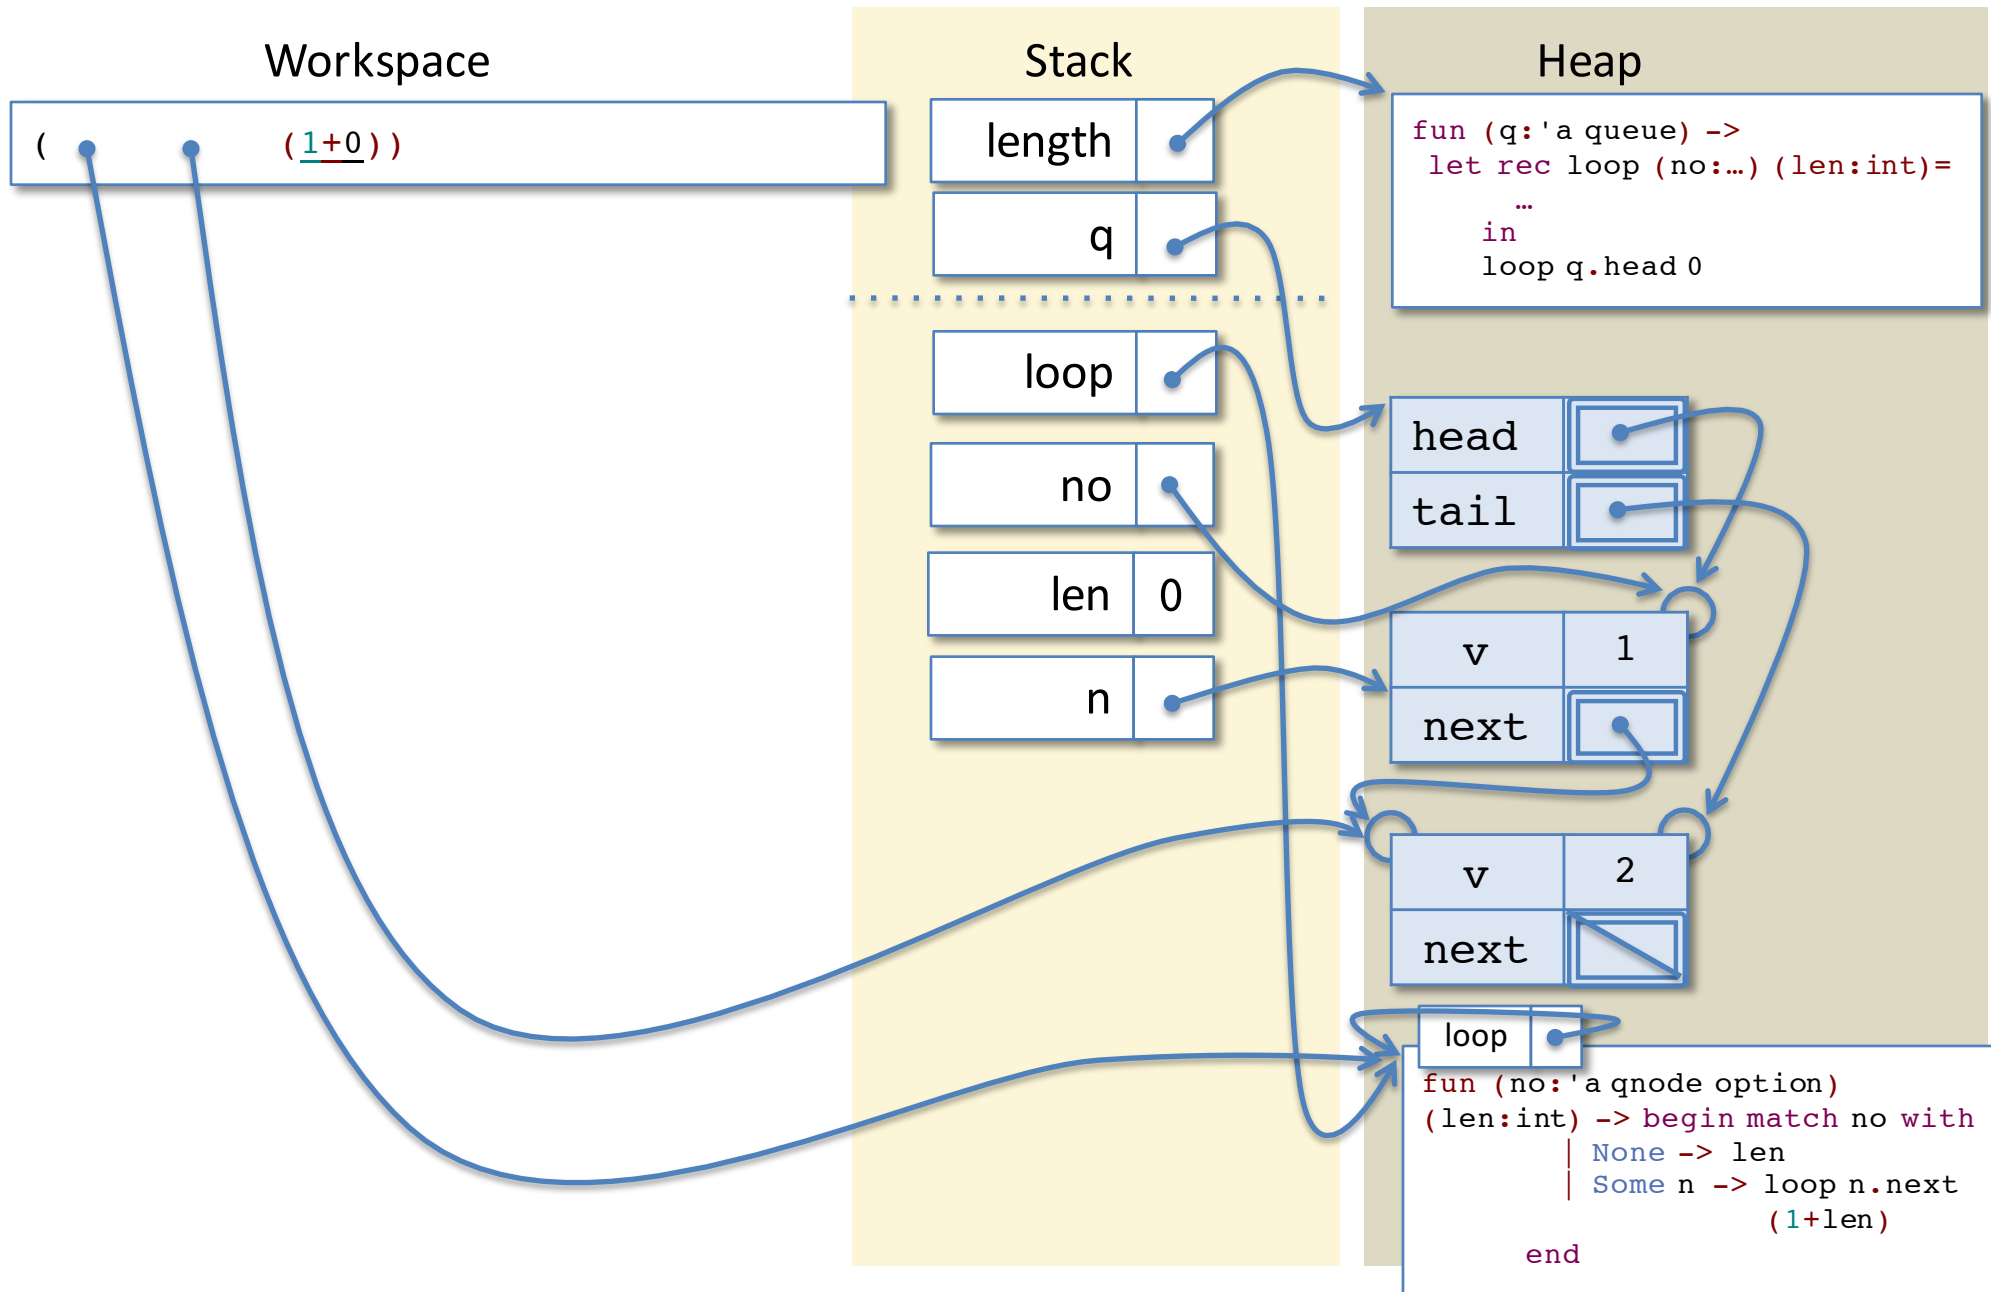 Workspace
Stack
Heap
( (1+0))
length
q
loop
no
len 0
n
fun (q:'a queue) ->
let rec loop (no:…) (len:int)=
…
in
loop q.head 0
head
tail
v 1
next
v 2
next
loop
fun (no:'a qnode option)
(len:int) -> begin match no with
| None -> len
| Some n -> loop n.next
(1+len)
end